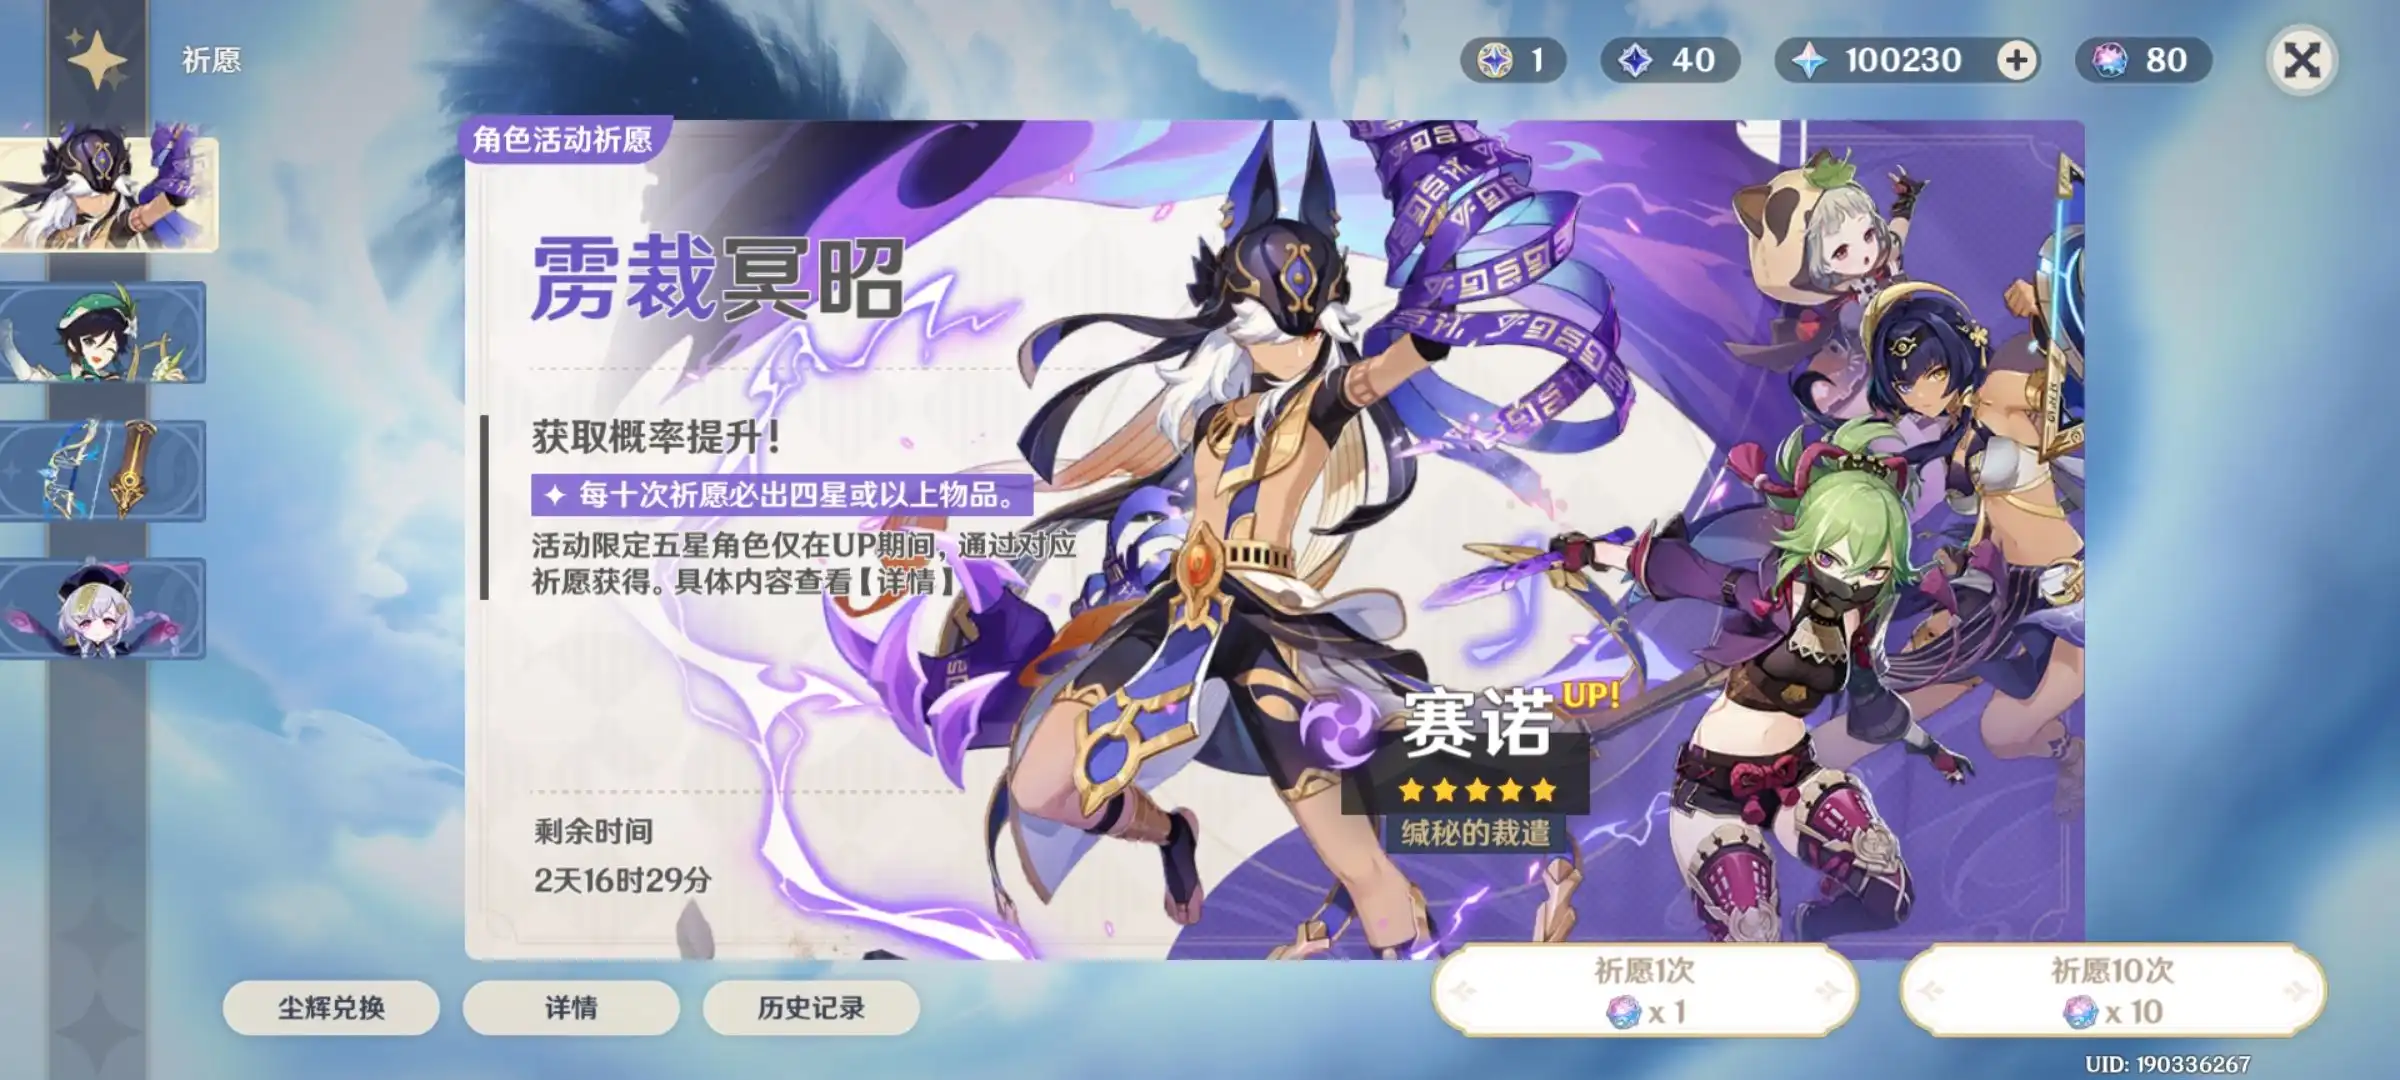 祈愿
1
40
100230
80
角色活动祈愿
雳裁冥昭
获取概率提升!
每十次祈愿必出四星或以上物品。
活动限定五星角色仅在UP期间,通过对应
祈愿获得。具体内容查看【详情】
赛诺 UP!
缄秘的裁遣
剩余时间
2天16时29分
尘辉兑换
详情
历史记录
祈愿1次
x 1
祈愿10次
x 10
UID: 190336267